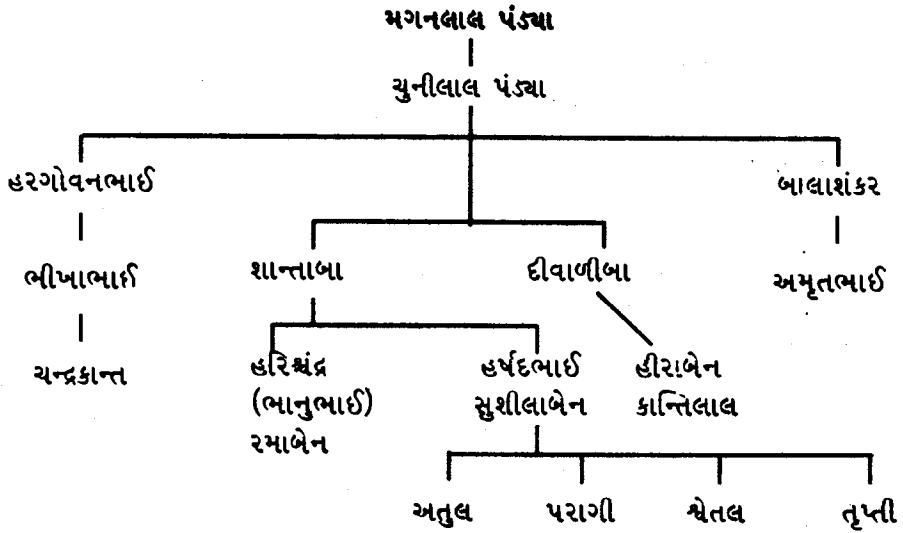 મગનલાલ પંડ્યા
ચુનીલાલ પંડ્યા
હરગોવનભાઈ
બાલાશંકર
ભીખાભાઈ
શાન્તાબા
દીવાળીબા
અમૃતભાઈ
ચન્દ્રકાન્ત
હરિશ્ચંદ્ર
(ભાનુભાઈ)
રમાબેન
હર્ષદભાઈ
સુશીલાબેન
હીરાબેન
કાન્તિલાલ
અતુલ
પરાગી
શ્વેતલ
તૃપ્તી